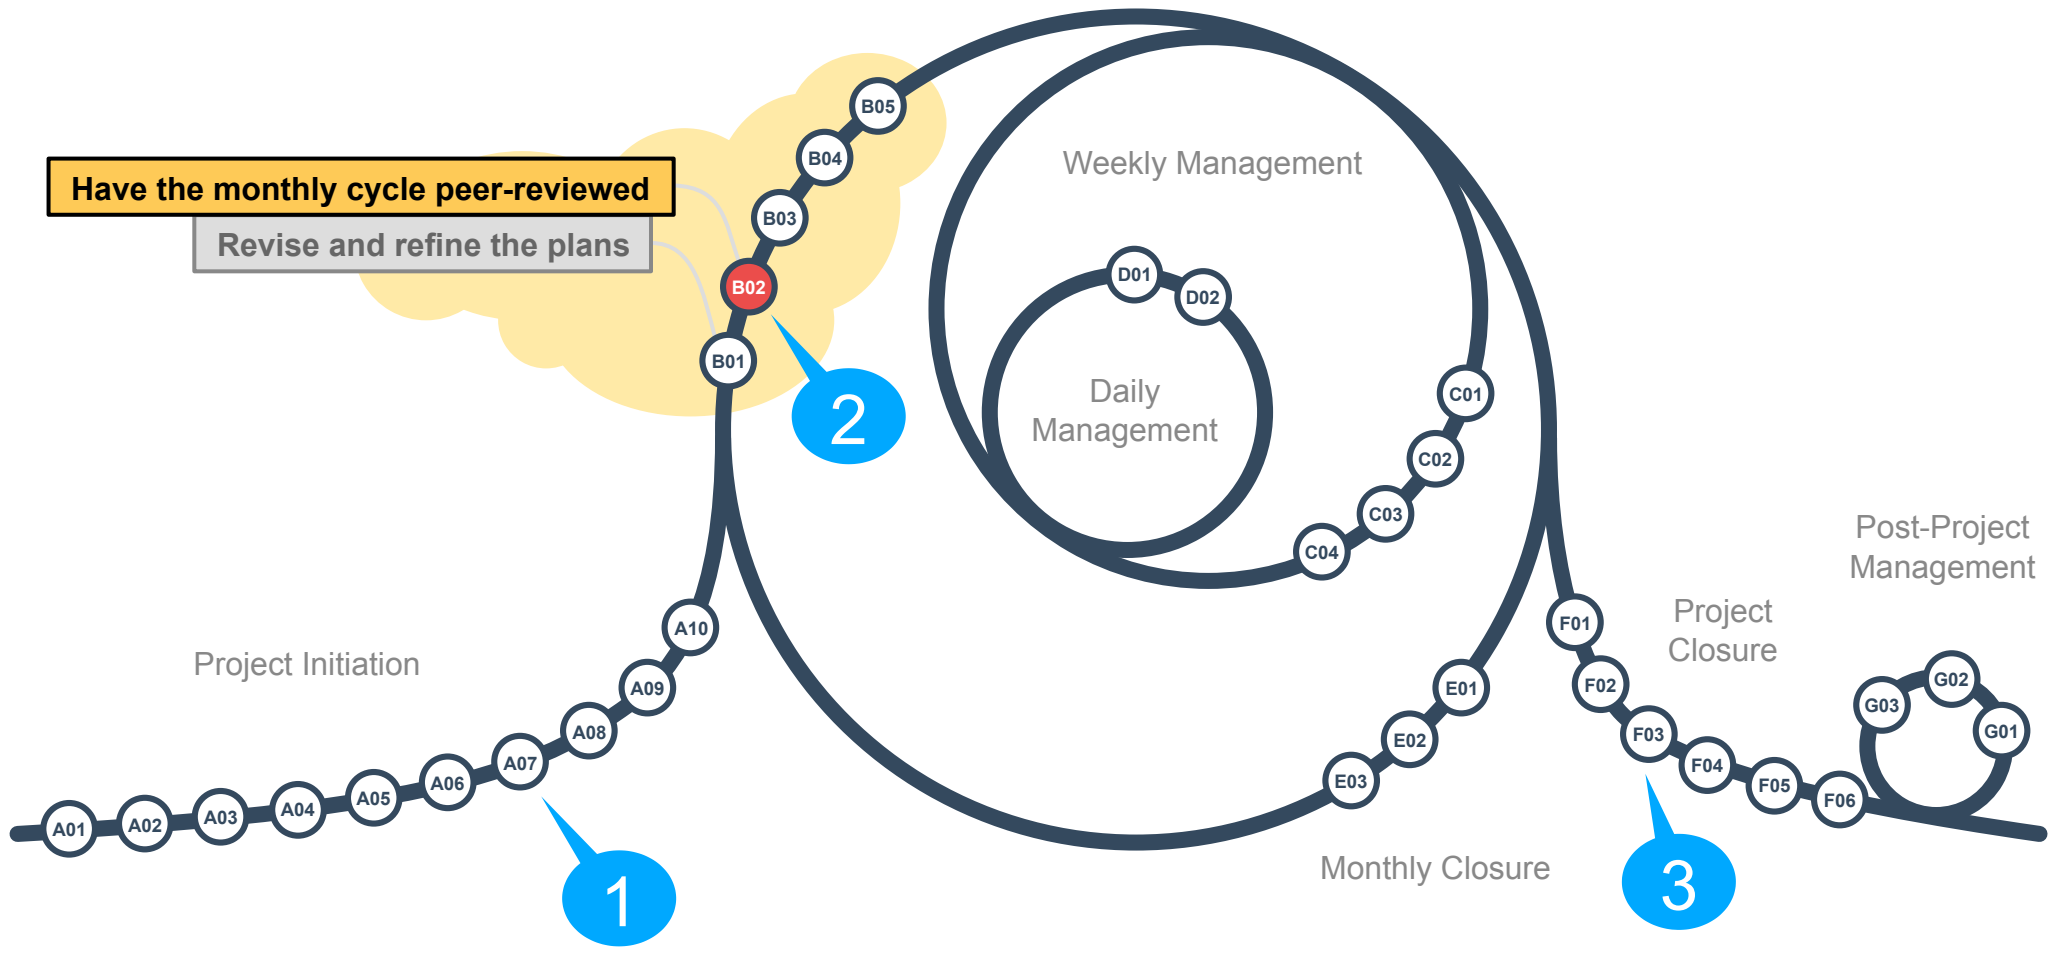 Have the monthly cycle peer-reviewed
Revise and refine the plans
B05
B04
B03
B02
B01
2
Weekly Management
D01
D02
Daily
Management
C01
C02
C03
C04
Project Initiation
A01
A02
A03
A04
A05
A06
A07
A08
A09
A10
1
E01
E02
E03
Monthly Closure
F01
F02
F03
F04
F05
F06
3
Project
Closure
Post-Project
Management
G03
G02
G01